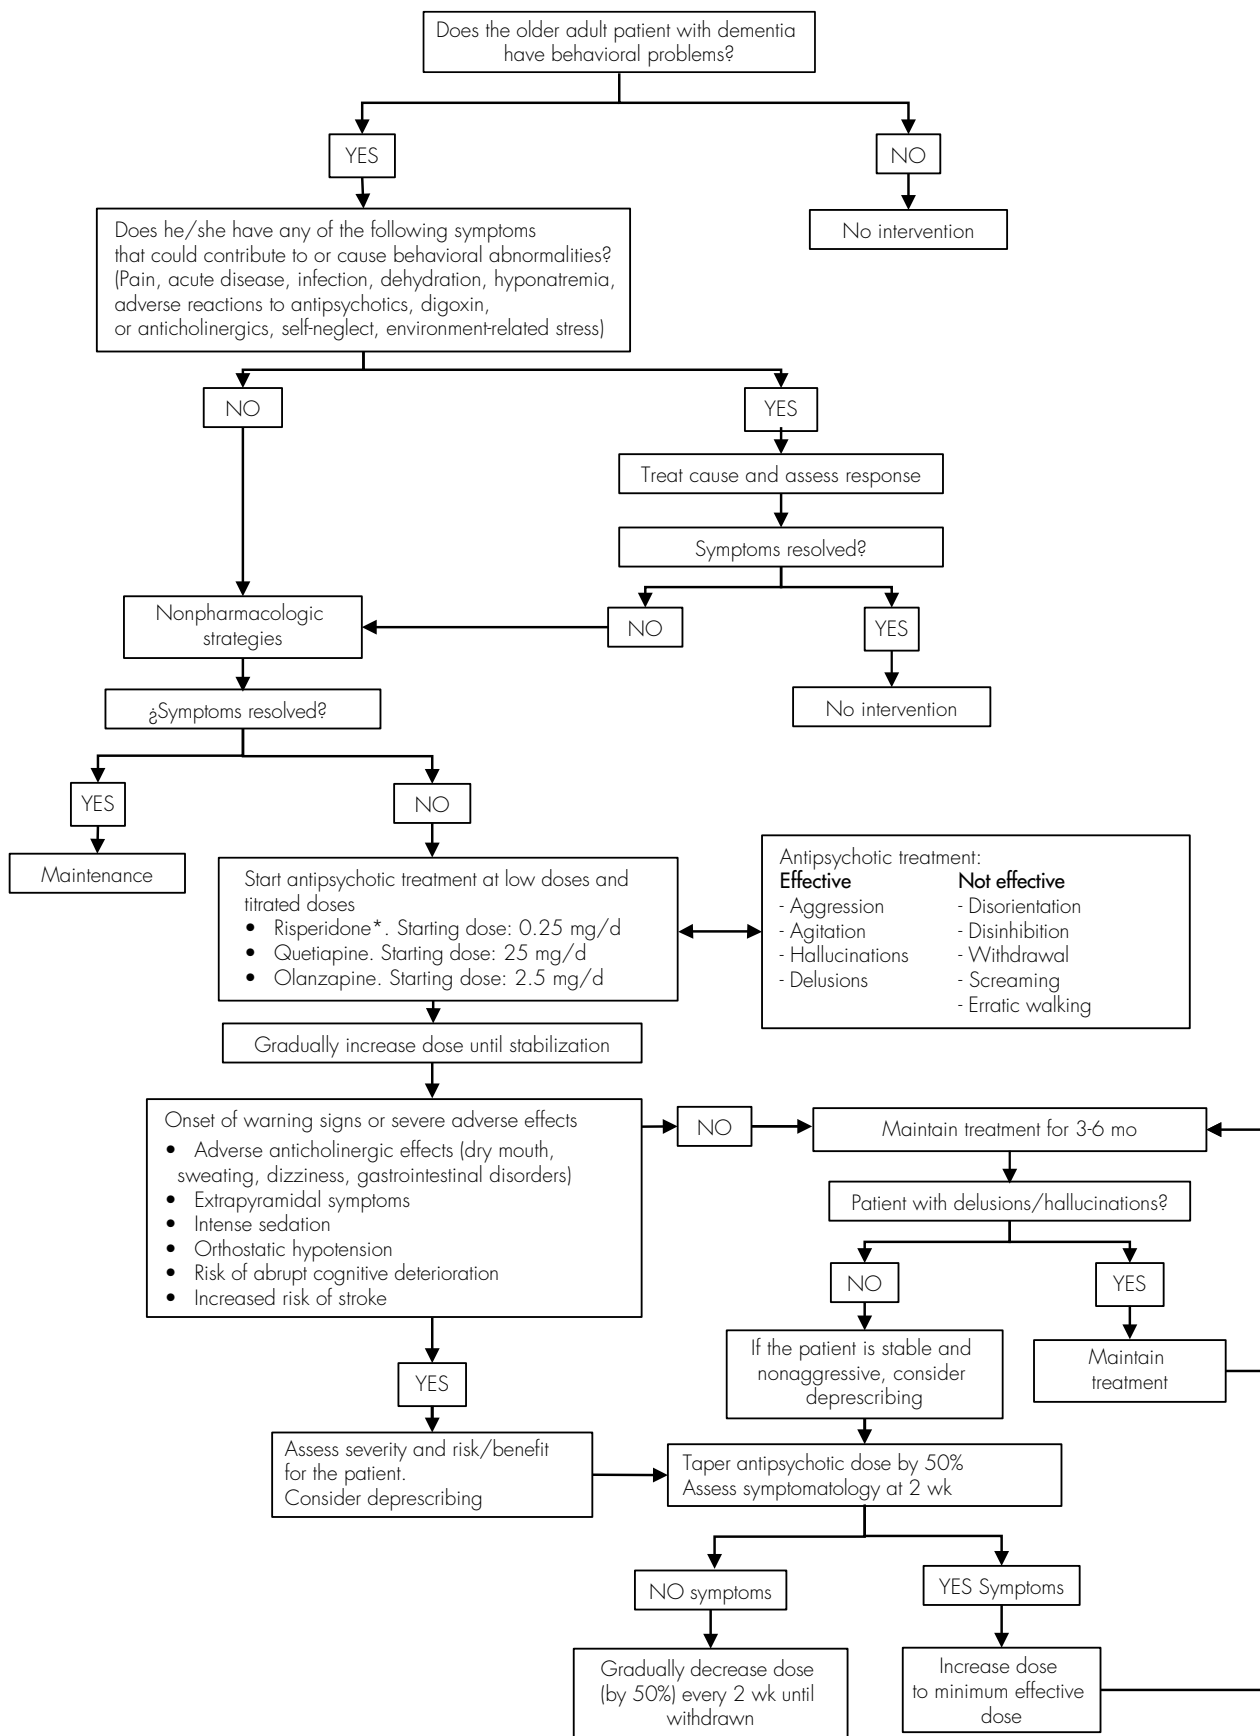 Does the older adult patient with dementia
have behavioral problems?
YES
NO
No intervention
Does he/she have any of the following symptoms
that could contribute to or cause behavioral abnormalities?
(Pain, acute disease, infection, dehydration, hyponatremia,
adverse reactions to antipsychotics, digoxin,
or anticholinergics, self-neglect, environment-related stress)
NO
YES
Treat cause and assess response
Symptoms resolved?
Nonpharmacologic
strategies
NO
YES
No intervention
¿Symptoms resolved?
YES
NO
Maintenance
Start antipsychotic treatment at low doses and
titrated doses
• Risperidone*. Starting dose: 0.25 mg/d
• Quetiapine. Starting dose: 25 mg/d
• Olanzapine. Starting dose: 2.5 mg/d
Antipsychotic treatment:
Effective
- Aggression
- Agitation
- Hallucinations
- Delusions
Not effective
- Disorientation
- Disinhibition
- Withdrawal
- Screaming
- Erratic walking
Gradually increase dose until stabilization
Onset of warning signs or severe adverse effects
• Adverse anticholinergic effects (dry mouth,
sweating, dizziness, gastrointestinal disorders)
• Extrapyramidal symptoms
• Intense sedation
• Orthostatic hypotension
• Risk of abrupt cognitive deterioration
• Increased risk of stroke
NO
Maintain treatment for 3-6 mo
Patient with delusions/hallucinations?
NO
YES
If the patient is stable and
nonaggressive, consider
deprescribing
Maintain
treatment
YES
Assess severity and risk/benefit
for the patient.
Consider deprescribing
Taper antipsychotic dose by 50%
Assess symptomatology at 2 wk
NO symptoms
YES Symptoms
Gradually decrease dose
(by 50%) every 2 wk until
withdrawn
Increase dose
to minimum effective
dose